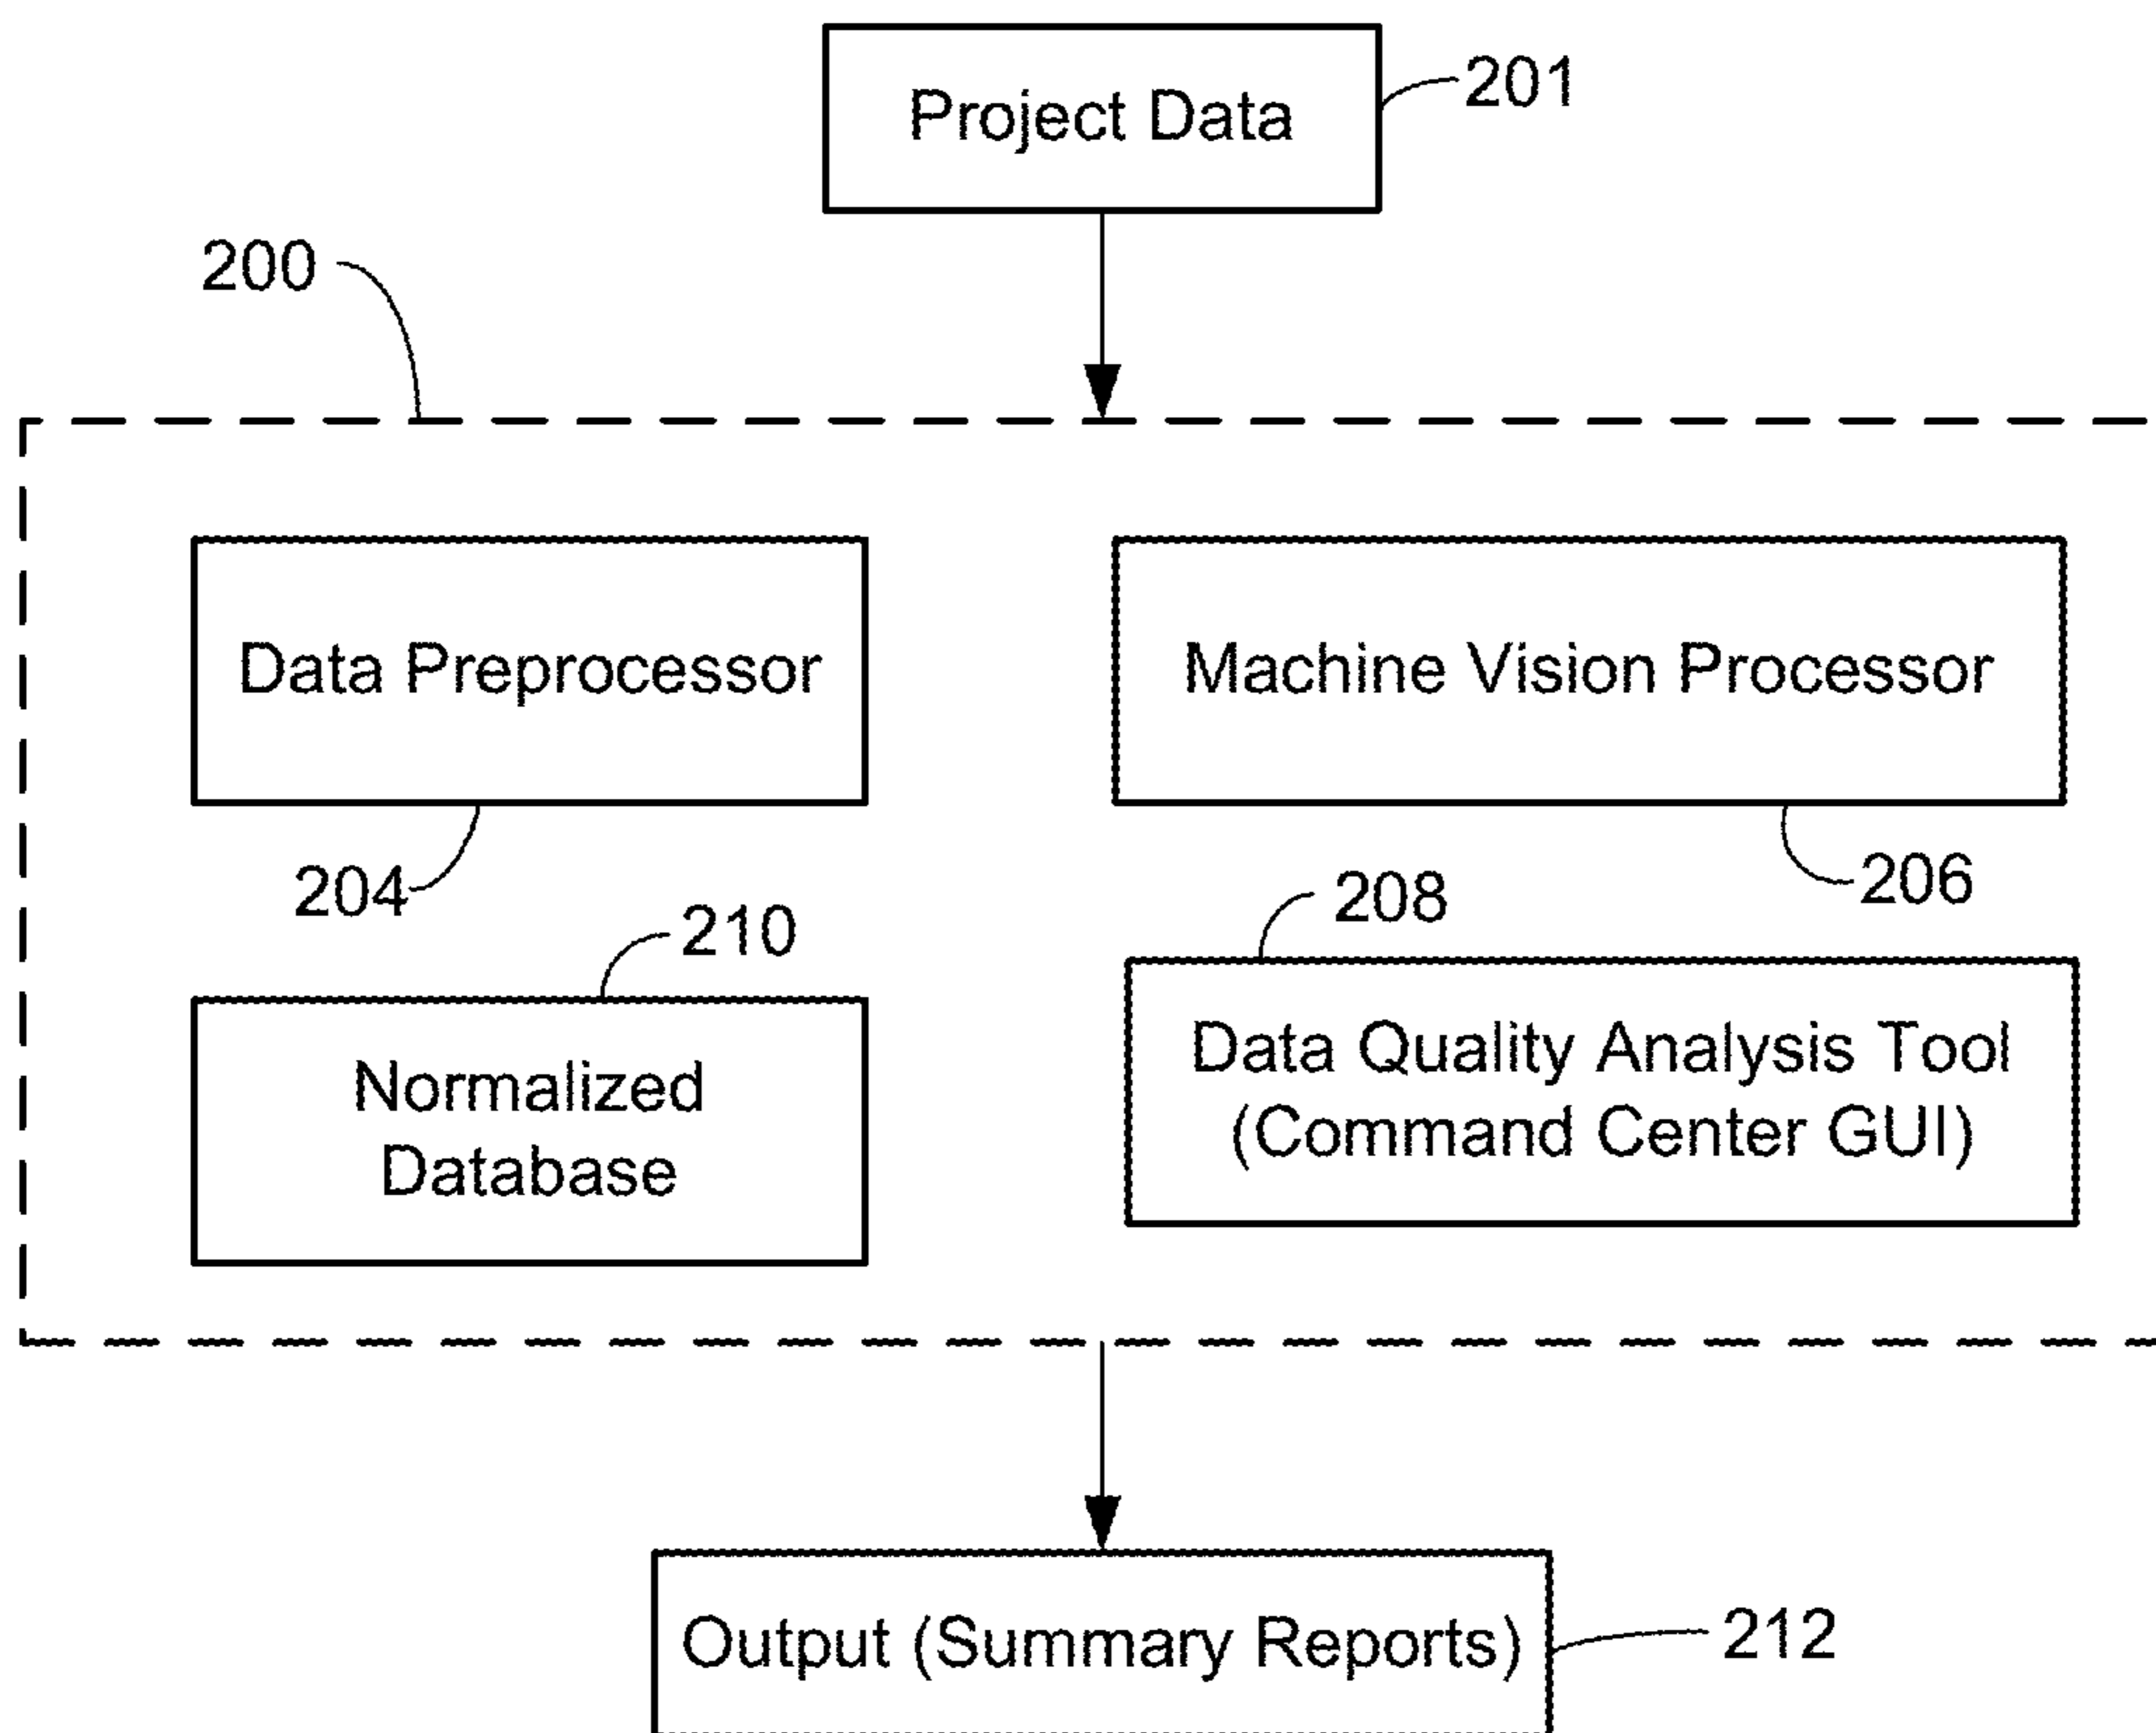 Project Data
201
200
Data Preprocessor
Machine Vision Processor
204
206
208
210
Normalized
Database
Data Quality Analysis Tool
(Command Center GUI)
Output (Summary Reports)
212